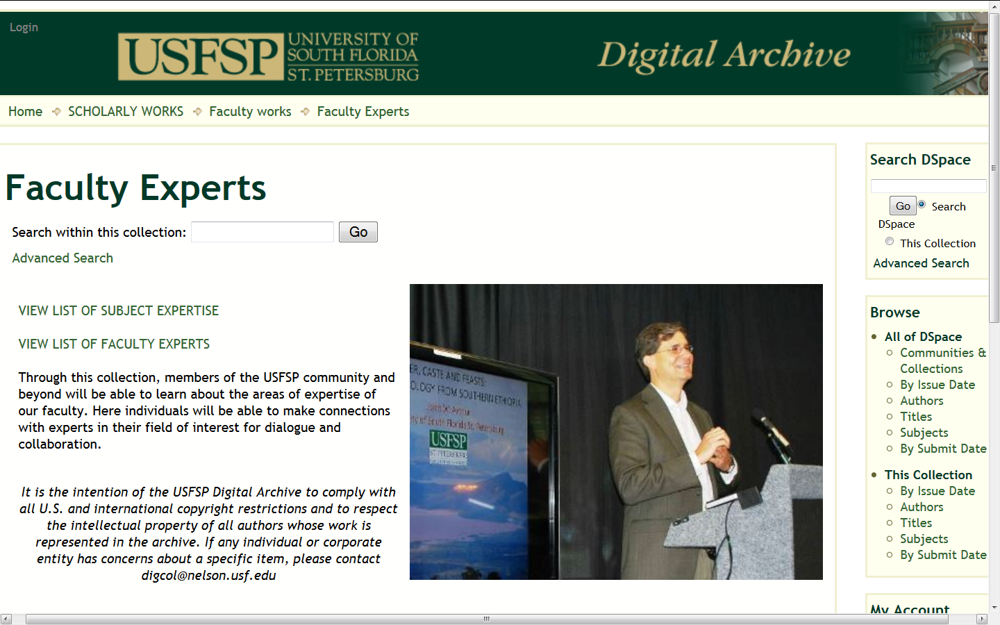 Login
USFSP
UNIVERSITY OF
SOUTH FLORIDA
ST. PETERSBURG
Digital Archive
Home SCHOLARLY WORKS Faculty works Faculty Experts
Faculty Experts
Search within this collection: Go
Advanced Search
VIEW LIST OF SUBJECT EXPERTISE
VIEW LIST OF FACULTY EXPERTS
Through this collection, members of the USFSP community and
beyond will be able to learn about the areas of expertise of
our faculty. Here individuals will be able to make connections
with experts in their field of interest for dialogue and
collaboration.
It is the intention of the USFSP Digital Archive to comply with
all U.S. and international copyright restrictions and to respect
the intellectual property of all authors whose work is
represented in the archive. If any individual or corporate
entity has concerns about a specific item, please contact
digcol@nelson.usf.edu
CASTE AND FEASTS:
FROM SOUTHERN ETHIOPIA
of South Florida St. Petersburg
USFSP
Search DSpace
Go Search
DSpace
This Collection
Advanced Search
Browse
All of DSpace
Communities &
Collections
By Issue Date
Authors
Titles
Subjects
By Submit Date
This Collection
By Issue Date
Authors
Titles
Subjects
By Submit Date
My Account